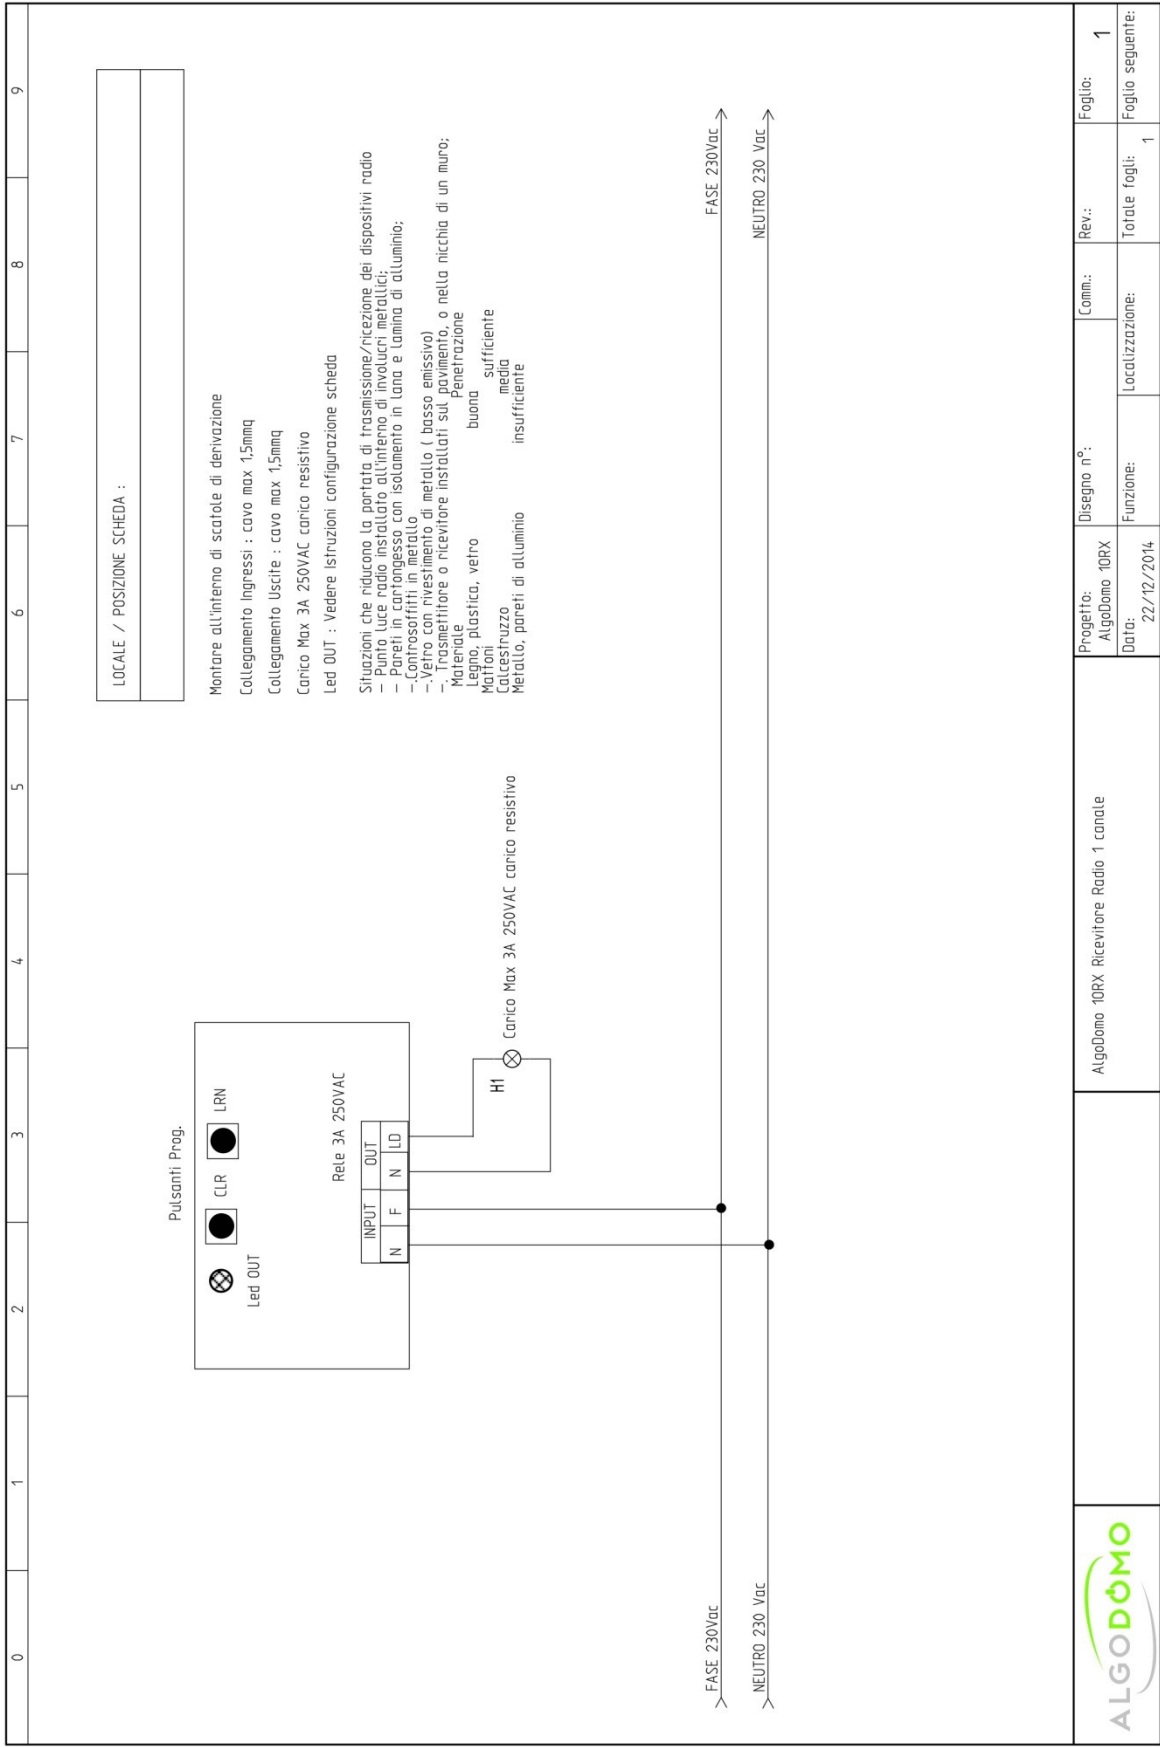 0 1 2 3 4 5 6 7 8 9
LOCALE / POSIZIONE SCHEDA :
Pulsanti Prog.
CLR LRN
Led OUT
Rele 3A 250VAC
INPUT OUT
N F N LD
H1
Carico Max 3A 250VAC carico resistivo
Montare all'interno di scatole di derivazione
Collegamento Ingressi : cavo max 1,5mmq
Collegamento Uscite : cavo max 1,5mmq
Carico Max 3A 250VAC carico resistivo
Led OUT : Vedere Istruzioni configurazione scheda
Situazioni che riducono la portata di trasmissione/ricezione dei dispositivi radio
– Punto luce radio installato all'interno di involucri metallici;
– Pareti in cartongesso con isolamento in lana e lamina di alluminio;
–.Controsoffitti in metallo
–.Vetro con rivestimento di metallo ( basso emissivo)
–. Trasmettitore o ricevitore installati sul pavimento, o nella nicchia di un muro;
Materiale Penetrazione
Legno, plastica, vetro buona
Mattoni sufficiente
Calcestruzzo media
Metallo, pareti di alluminio insufficiente
FASE 230Vac FASE 230Vac
NEUTRO 230 Vac NEUTRO 230 Vac
ALGODOMO
AlgoDomo 10RX Ricevitore Radio 1 canale
Progetto: Disegno n°: Comm.: Rev.: Foglio:
AlgoDomo 10RX 1
Data: Funzione: Localizzazione: Totale fogli: Foglio seguente:
22/12/2014 1